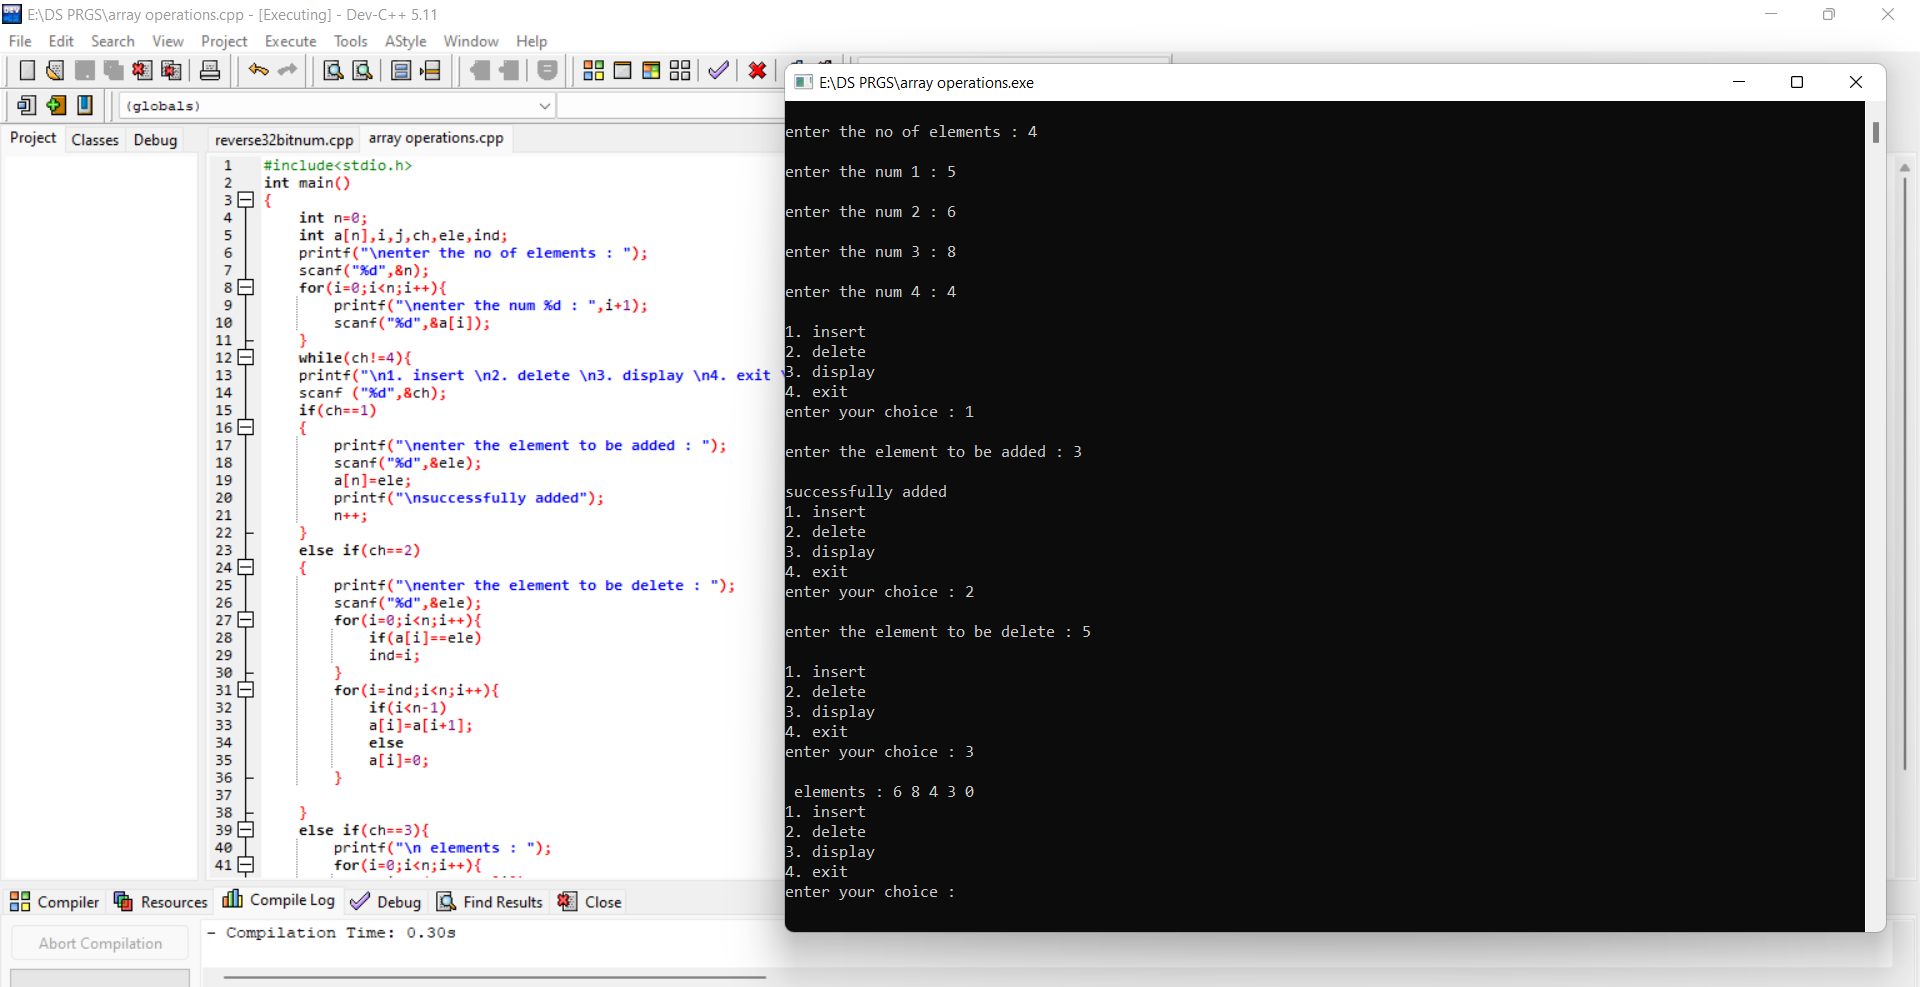 E:\DS PRGS\array operations.cpp - [Executing] - Dev-C++ 5.11
File Edit Search View Project Execute Tools AStyle Window Help
(globals)
Project Classes Debug
reverse32bitnum.cpp array operations.cpp
1 #include<stdio.h>
2 int main()
3 {
4 int n=0;
5 int a[n],i,j,ch,ele,ind;
6 printf("\nenter the no of elements : ");
7 scanf("%d",&n);
8 for(i=0;i<n;i++){
9 printf("\nenter the num %d : ",i+1);
10 scanf("%d",&a[i]);
11 }
12 while(ch!=4){
13 printf("\n1. insert \n2. delete \n3. display \n4. exit \
14 scanf ("%d",&ch);
15 if(ch==1)
16 {
17 printf("\nenter the element to be added : ");
18 scanf("%d",&ele);
19 a[n]=ele;
20 printf("\nsuccessfully added");
21 n++;
22 }
23 else if(ch==2)
24 {
25 printf("\nenter the element to be delete : ");
26 scanf("%d",&ele);
27 for(i=0;i<n;i++){
28 if(a[i]==ele)
29 ind=i;
30 }
31 for(i=ind;i<n;i++){
32 if(i<n-1)
33 a[i]=a[i+1];
34 else
35 a[i]=0;
36 }
37
38 }
39 else if(ch==3){
40 printf("\n elements : ");
41 for(i=0;i<n;i++){
Compiler Resources Compile Log Debug Find Results Close
Abort Compilation
- Compilation Time: 0.30s
E:\DS PRGS\array operations.exe
enter the no of elements : 4
enter the num 1 : 5
enter the num 2 : 6
enter the num 3 : 8
enter the num 4 : 4
1. insert
2. delete
3. display
4. exit
enter your choice : 1
enter the element to be added : 3
successfully added
1. insert
2. delete
3. display
4. exit
enter your choice : 2
enter the element to be delete : 5
1. insert
2. delete
3. display
4. exit
enter your choice : 3
elements : 6 8 4 3 0
1. insert
2. delete
3. display
4. exit
enter your choice :